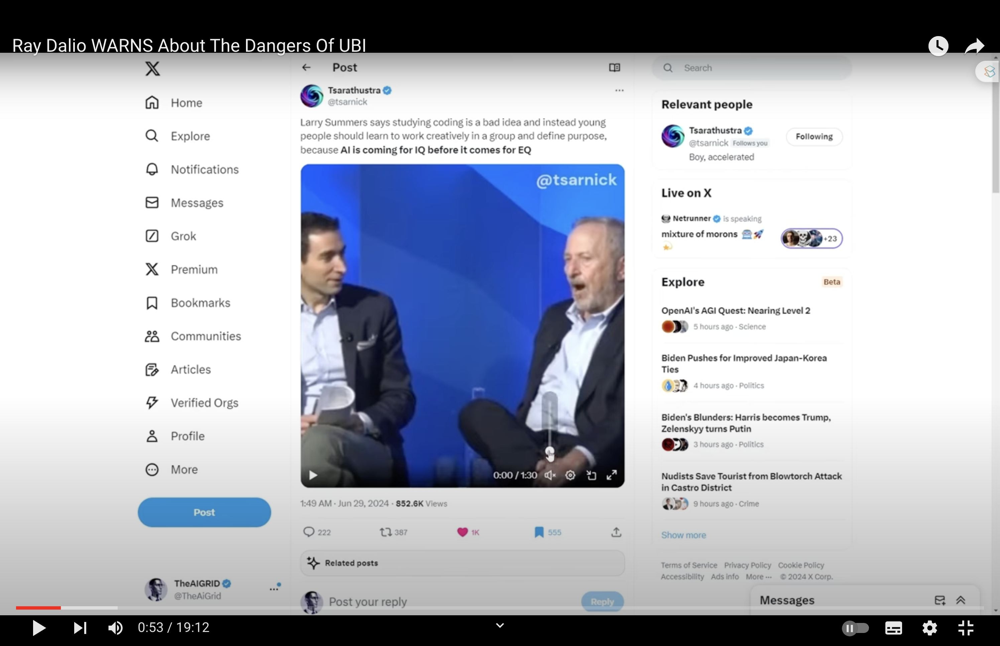 Ray Dalio WARNS About The Dangers Of UBI
Home
Explore
Notifications
Messages
Grok
Premium
Bookmarks
Communities
Articles
Verified Orgs
Profile
More
Post
TheAIGRID
@TheAiGrid
Post
Tsarathustra
@tsarnick
Larry Summers says studying coding is a bad idea and instead young
people should learn to work creatively in a group and define purpose,
because AI is coming for IQ before it comes for EQ
@tsarnick
0:00 / 1:30
1:49 AM · Jun 29, 2024 · 852.6K Views
222 387 1K 555
Related posts
Post your reply
Reply
Search
Relevant people
Tsarathustra
@tsarnick Follows you
Following
Boy, accelerated
Live on X
Netrunner is speaking
mixture of morons 🤖🚀
💫
+23
Explore
Beta
OpenAI's AGI Quest: Nearing Level 2
5 hours ago · Science
Biden Pushes for Improved Japan-Korea
Ties
4 hours ago · Politics
Biden's Blunders: Harris becomes Trump,
Zelenskyy turns Putin
3 hours ago · Politics
Nudists Save Tourist from Blowtorch Attack
in Castro District
9 hours ago · Crime
Show more
Terms of Service Privacy Policy Cookie Policy
Accessibility Ads info More ··· © 2024 X Corp.
Messages
0:53 / 19:12